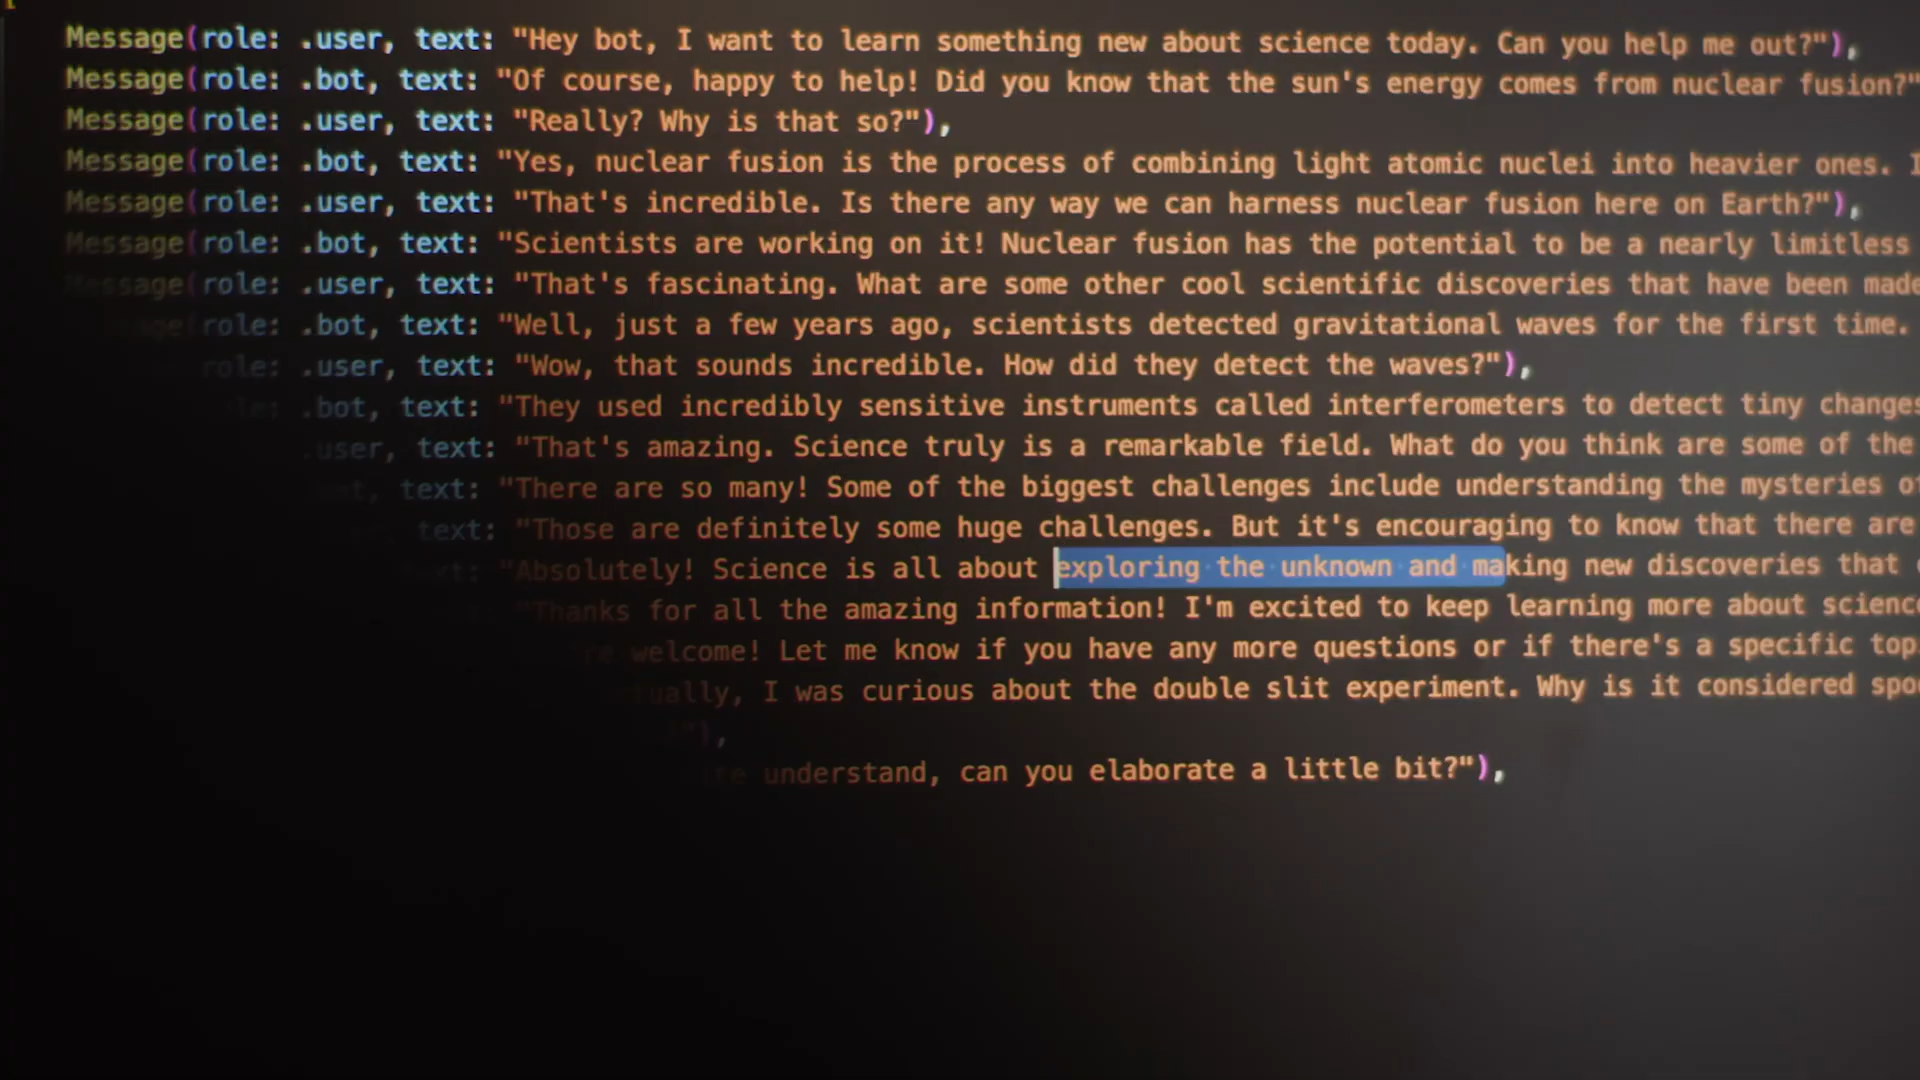 Message(role: .user, text: "Hey bot, I want to learn something new about science today. Can you help me out?"),
Message(role: .bot, text: "Of course, happy to help! Did you know that the sun's energy comes from nuclear fusion?"
Message(role: .user, text: "Really? Why is that so?"),
Message(role: .bot, text: "Yes, nuclear fusion is the process of combining light atomic nuclei into heavier ones.
Message(role: .user, text: "That's incredible. Is there any way we can harness nuclear fusion here on Earth?"),
Message(role: .bot, text: "Scientists are working on it! Nuclear fusion has the potential to be a nearly limitless
Message(role: .user, text: "That's fascinating. What are some other cool scientific discoveries that have been made
role: .bot, text: "Well, just a few years ago, scientists detected gravitational waves for the first time.
role: .user, text: "Wow, that sounds incredible. How did they detect the waves?"),
.bot, text: "They used incredibly sensitive instruments called interferometers to detect tiny changes
.user, text: "That's amazing. Science truly is a remarkable field. What do you think are some of the
text: "There are so many! Some of the biggest challenges include understanding the mysteries
text: "Those are definitely some huge challenges. But it's encouraging to know that there are
text: "Absolutely! Science is all about exploring the unknown and making new discoveries that
"Thanks for all the amazing information! I'm excited to keep learning more about science
welcome! Let me know if you have any more questions or if there's a specific
I was curious about the double slit experiment. Why is it considered
"),
understand, can you elaborate a little bit?"),